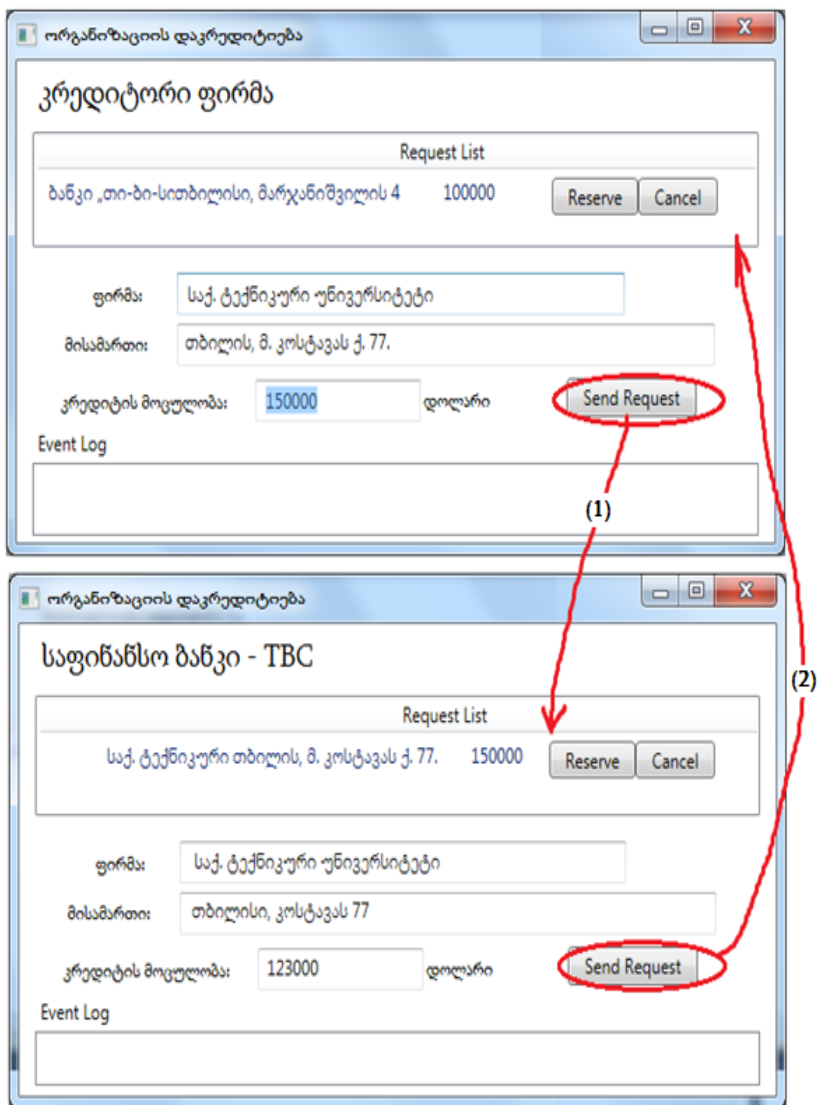 ორგანიზაციის დაკრედიტიება
კრედიტორი ფირმა
Request List
ბანკი „თი-ბი-სითბილისი, მარჯანიშვილის 4 100000 Reserve Cancel
ფირმა: საქ. ტექნიკური უნივერსიტეტი
მისამართი: თბილის, მ. კოსტავას ქ. 77.
კრედიტის მოცულობა: 150000 დოლარი Send Request
Event Log
(1)
ორგანიზაციის დაკრედიტიება
საფინანსო ბანკი - TBC
(2)
Request List
საქ. ტექნიკური თბილის, მ. კოსტავას ქ. 77. 150000 Reserve Cancel
ფირმა: საქ. ტექნიკური უნივერსიტეტი
მისამართი: თბილისი, კოსტავას 77
კრედიტის მოცულობა: 123000 დოლარი Send Request
Event Log